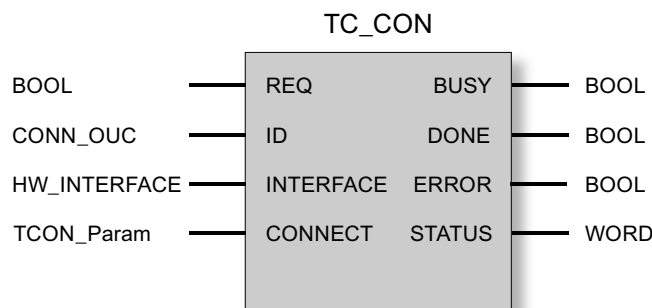 TC_CON
BOOL REQ BUSY BOOL
CONN_OUC ID DONE BOOL
HW_INTERFACE INTERFACE ERROR BOOL
TCON_Param CONNECT STATUS WORD